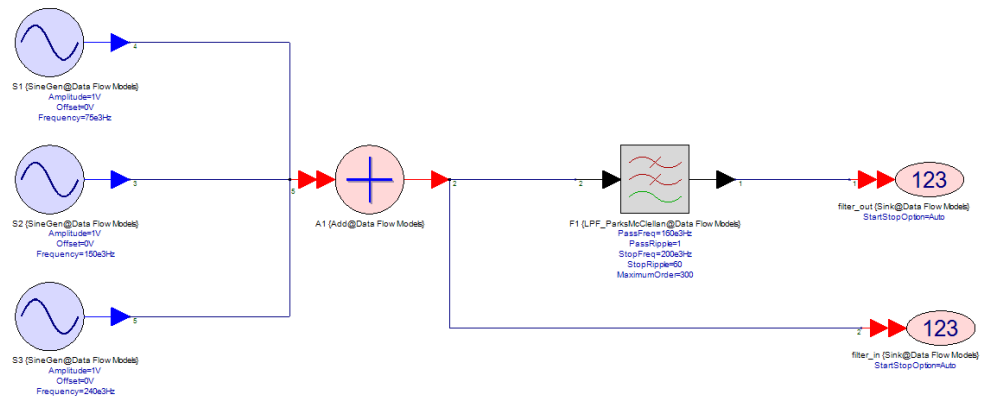 4
S1 {SineGen@Data Flow Models}
Amplitude=1V
Offset=0V
Frequency=75e3Hz
3
S2 {SineGen@Data Flow Models}
Amplitude=1V
Offset=0V
Frequency=150e3Hz
5
S3 {SineGen@Data Flow Models}
Amplitude=1V
Offset=0V
Frequency=240e3Hz
5
A1 {Add@Data Flow Models}
2
2
F1 {LPF_ParksMcClellan@Data Flow Models}
PassFreq=160e3Hz
PassRipple=1
StopFreq=200e3Hz
StopRipple=60
MaximumOrder=300
1
1
123
filter_out {Sink@Data Flow Models}
StartStopOption=Auto
2
123
filter_in {Sink@Data Flow Models}
StartStopOption=Auto